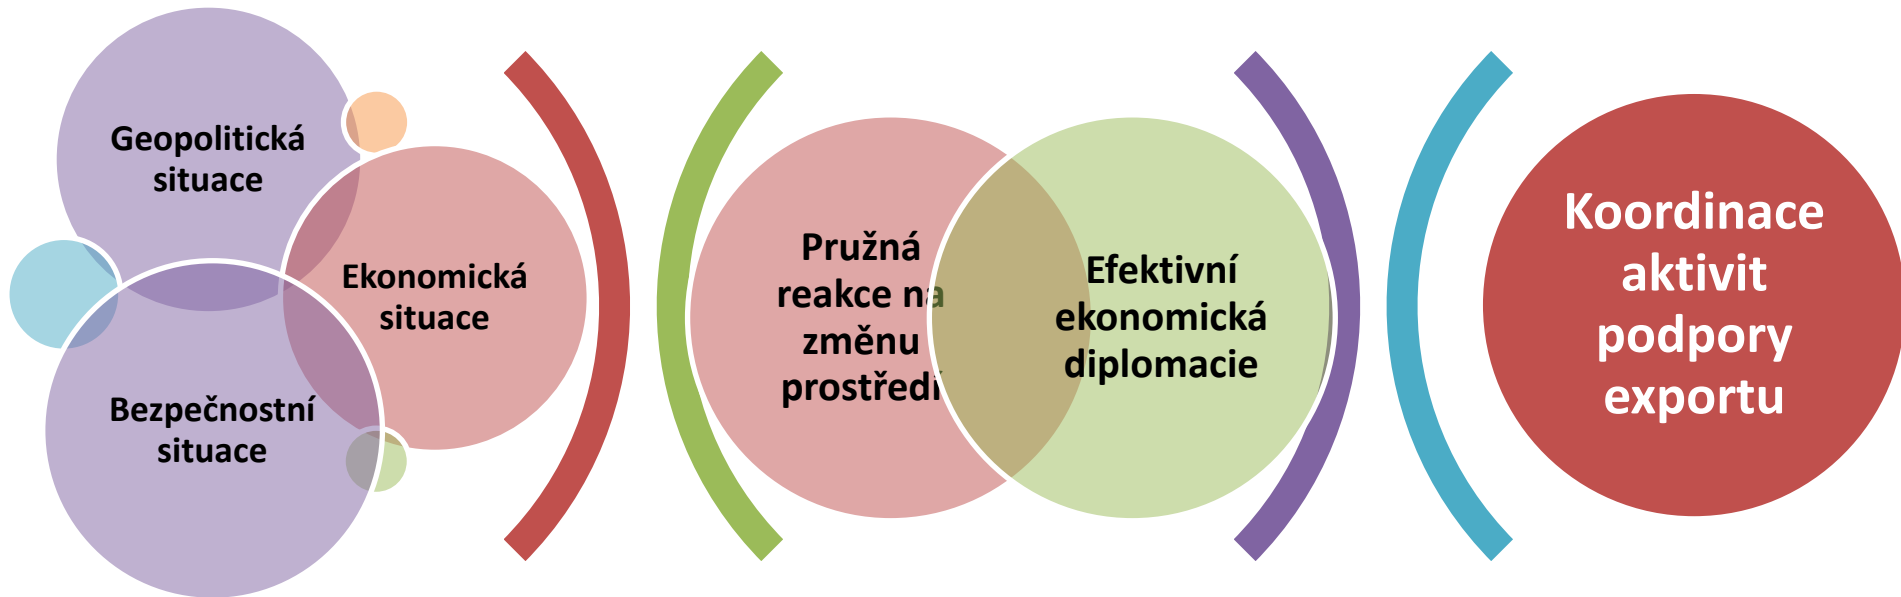 Geopolitická
situace
Ekonomická
situace
Bezpečnostní
situace
Pružná
reakce na
změnu
prostředí
Efektivní
ekonomická
diplomacie
Koordinace
aktivit
podpory
exportu